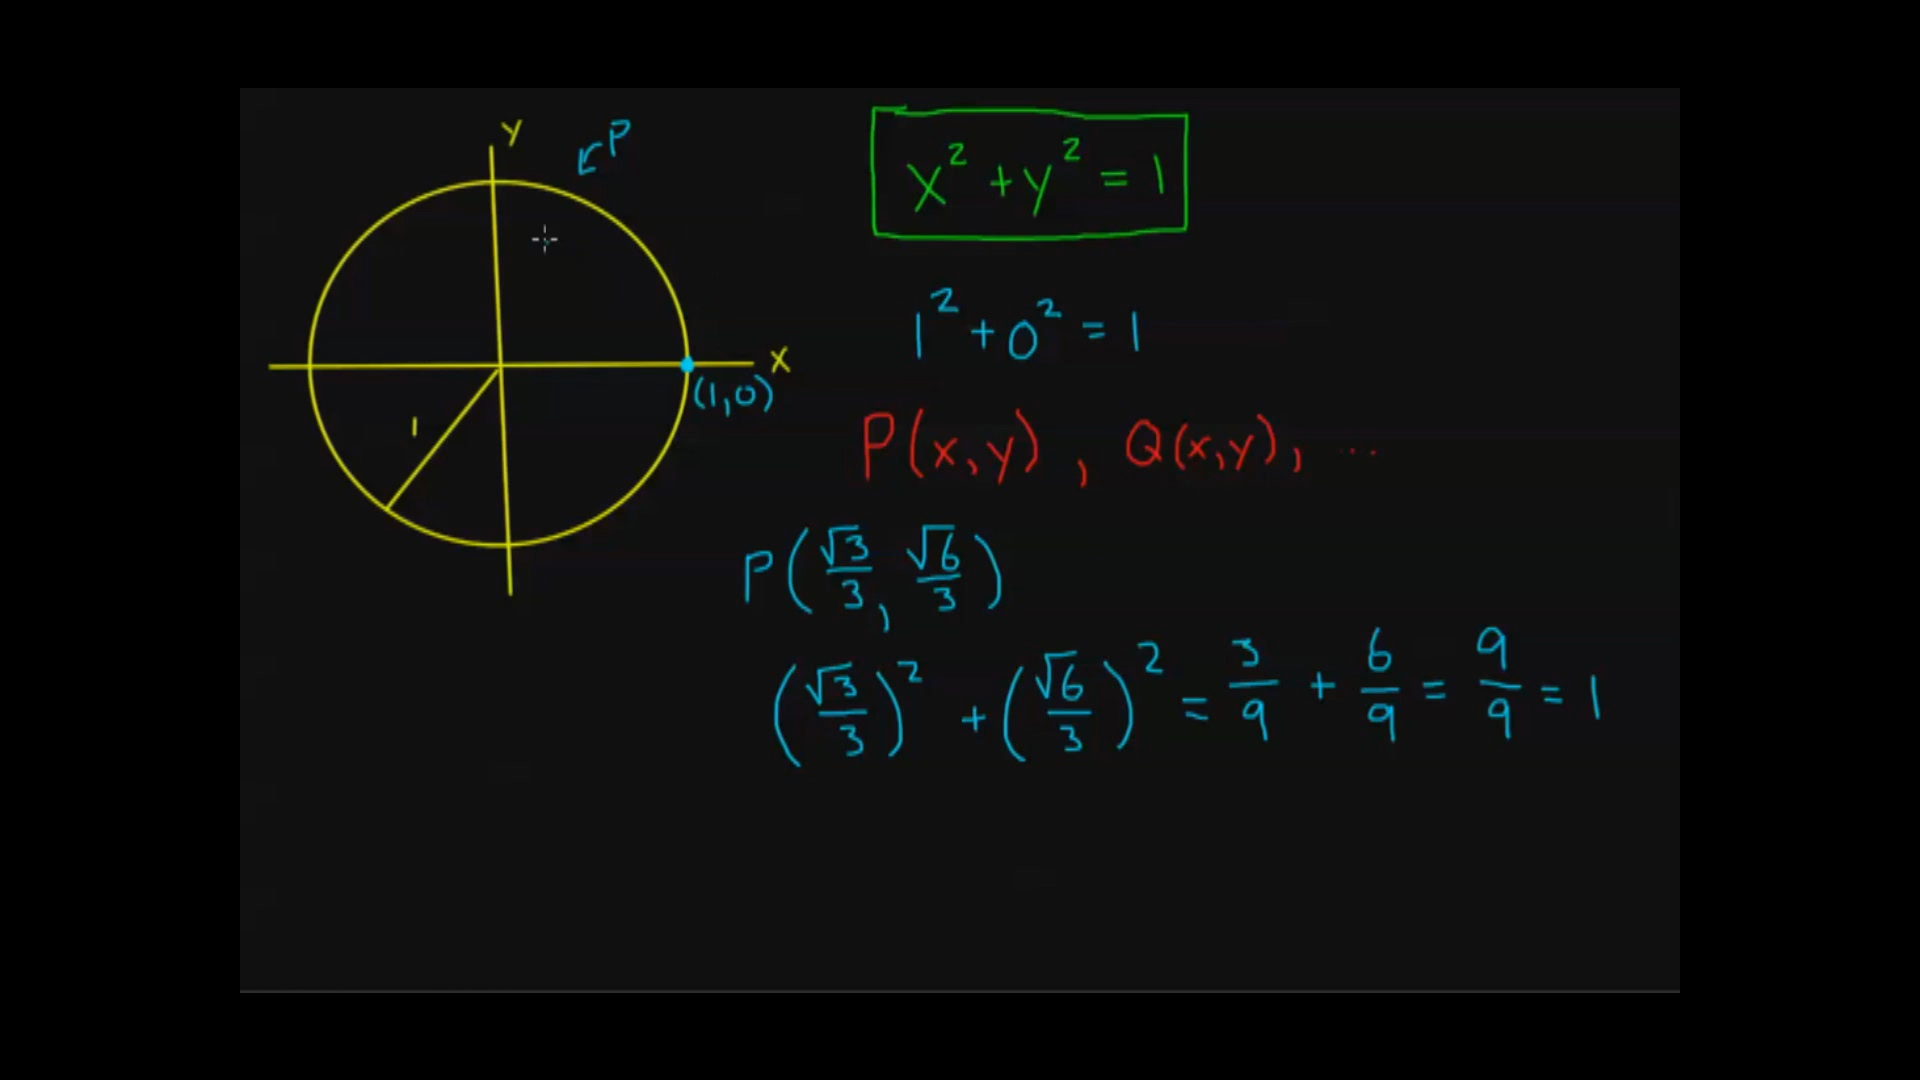 y
P
x² + y² = 1
1² + 0² = 1
x
(1,0)
1
P(x,y), Q(x,y), ...
P(√3/3, √6/3)
(√3/3)² + (√6/3)² = 3/9 + 6/9 = 9/9 = 1